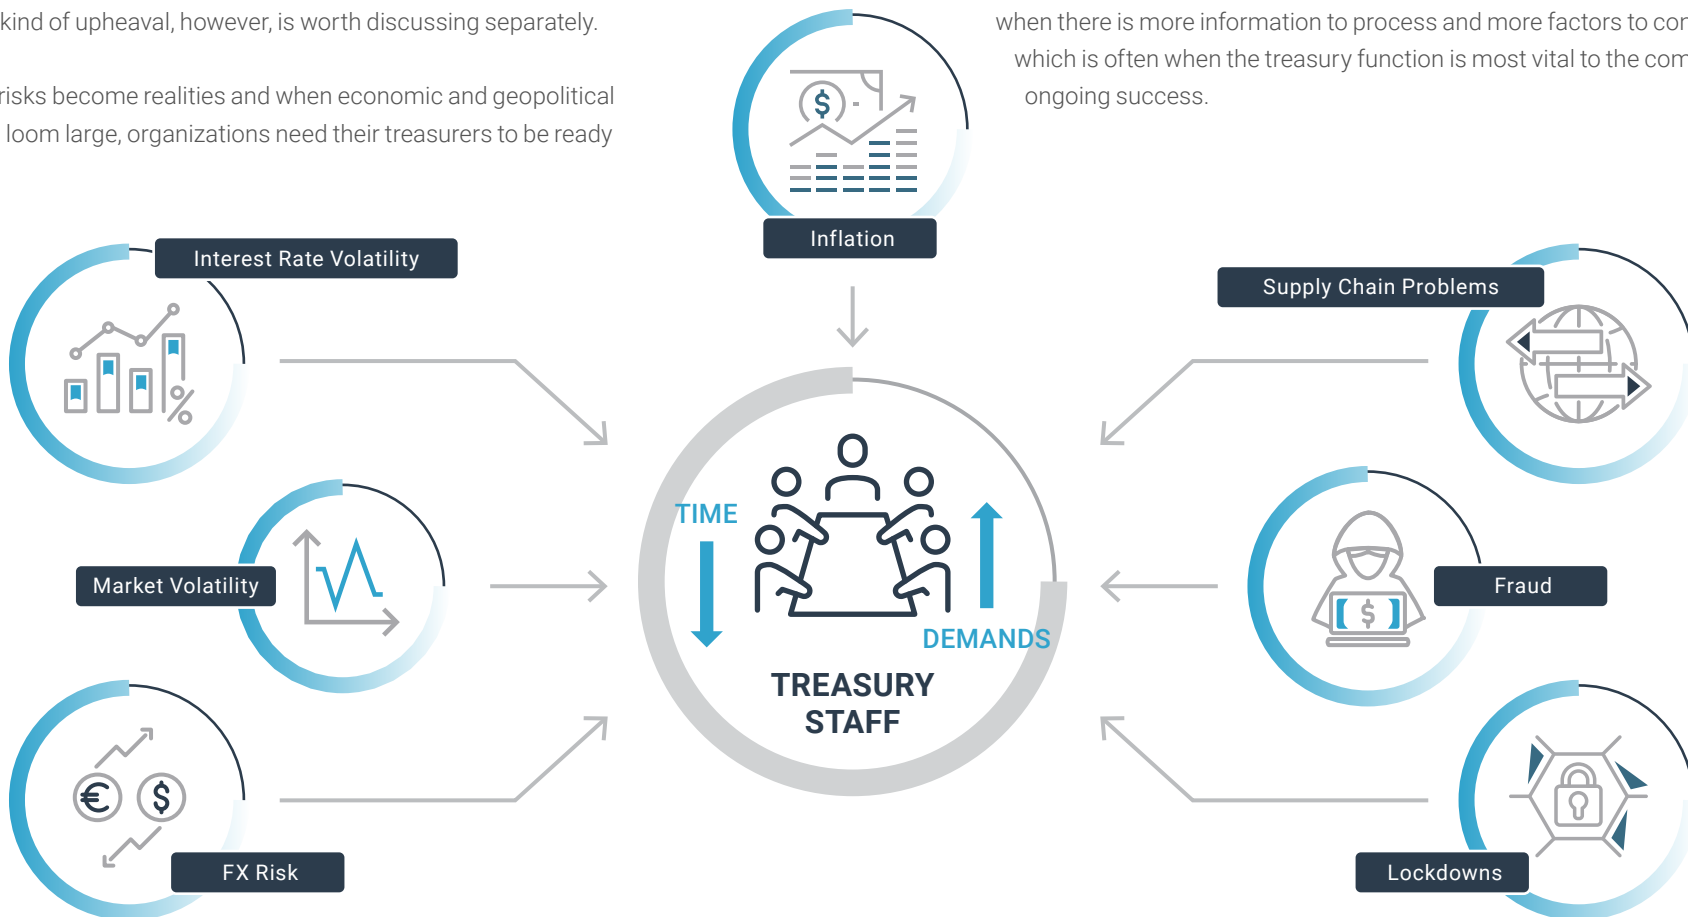 kind of upheaval, however, is worth discussing separately.
risks become realities and when economic and geopolitical
loom large, organizations need their treasurers to be ready
when there is more information to process and more factors to con
which is often when the treasury function is most vital to the com
ongoing success.
$
Inflation
Interest Rate Volatility
%
Supply Chain Problems
Market Volatility
TIME
DEMANDS
TREASURY
STAFF
$
Fraud
€ $
FX Risk
Lockdowns